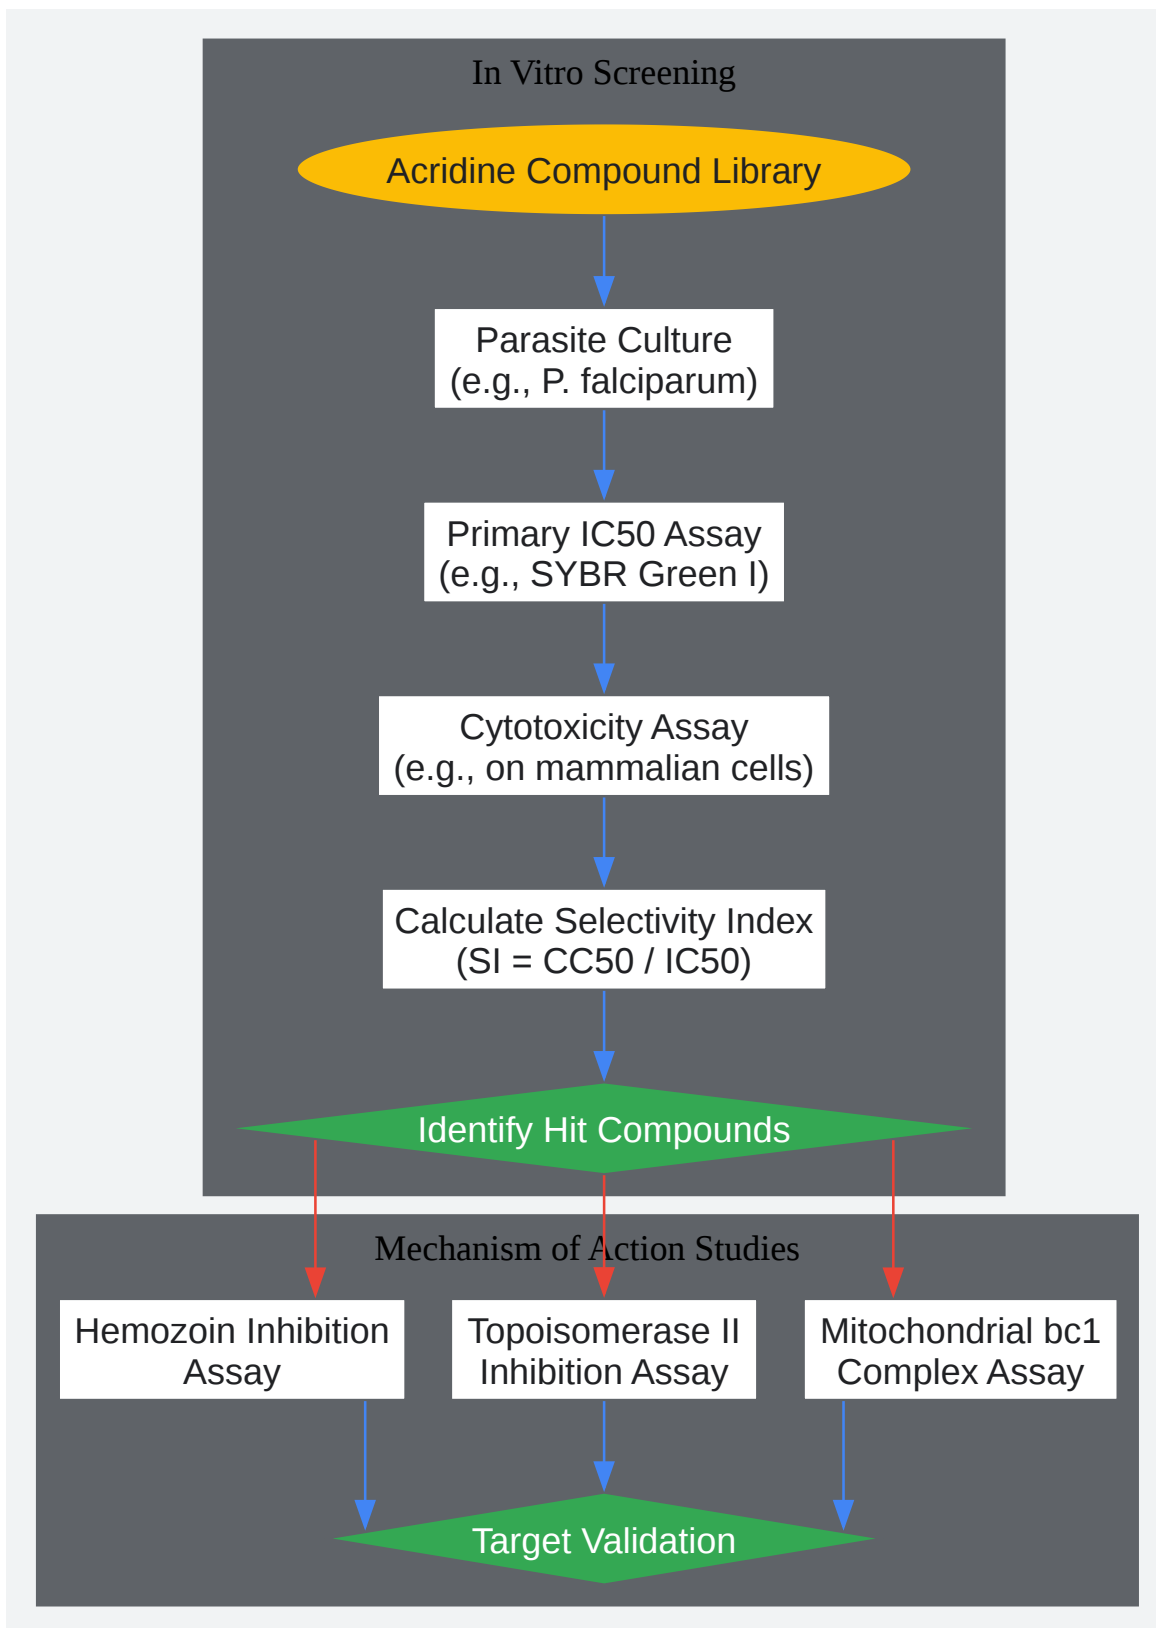 In Vitro Screening
Acridine Compound Library
Parasite Culture
(e.g., P. falciparum)
Primary IC50 Assay
(e.g., SYBR Green I)
Cytotoxicity Assay
(e.g., on mammalian cells)
Calculate Selectivity Index
(SI = CC50 / IC50)
Identify Hit Compounds
Mechanism of Action Studies
Hemozoin Inhibition
Assay
Topoisomerase II
Inhibition Assay
Mitochondrial bc1
Complex Assay
Target Validation